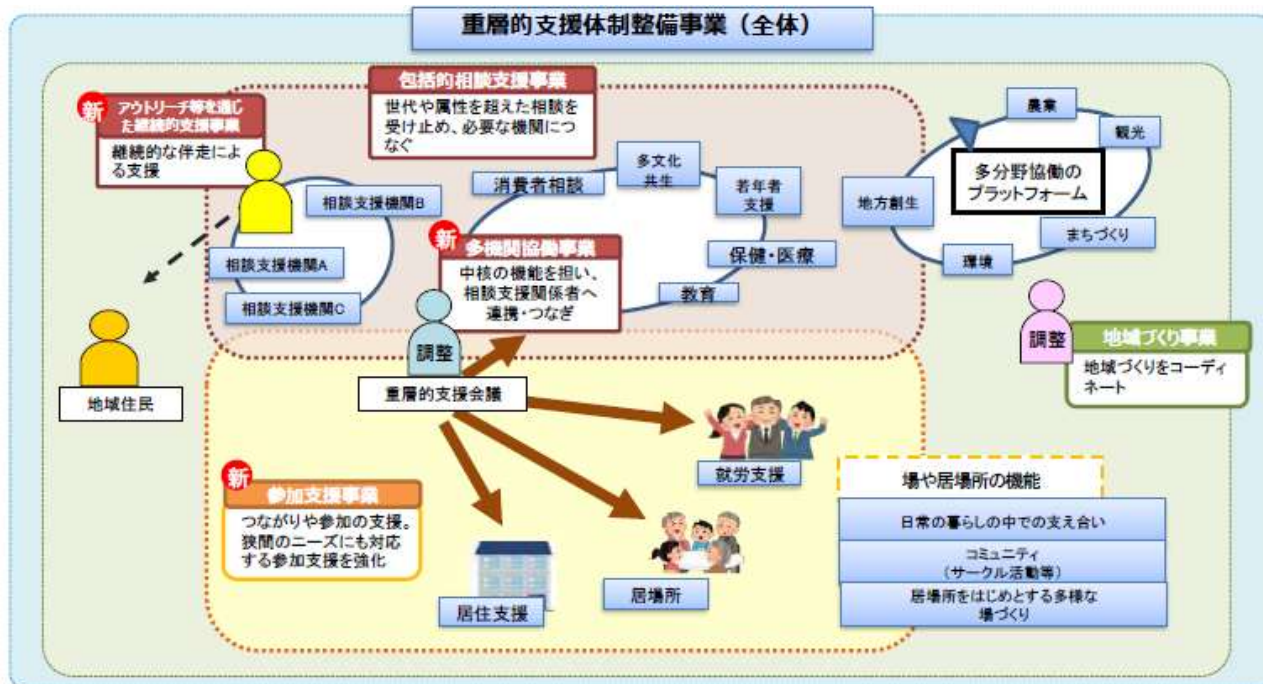 重層的支援体制整備事業（全体）
新
アウトリーチ等を通じ
た継続的支援事業
継続的な伴走によ
る支援
包括的相談支援事業
世代や属性を超えた相談を
受け止め、必要な機関につ
なぐ
相談支援機関B
相談支援機関A
相談支援機関C
消費者相談
多文化
共生
若年者
支援
保健・医療
教育
新
多機関協働事業
中核の機能を担い、
相談支援関係者へ
連携・つなぎ
農業
観光
多分野協働の
プラットフォーム
地方創生
まちづくり
環境
調整
地域づくり事業
地域づくりをコーディ
ネート
地域住民
調整
重層的支援会議
新
参加支援事業
つながりや参加の支援。
狭間のニーズにも対応
する参加支援を強化
就労支援
居住支援
居場所
場や居場所の機能
日常の暮らしの中での支え合い
コミュニティ
（サークル活動等）
居場所をはじめとする多様な
場づくり